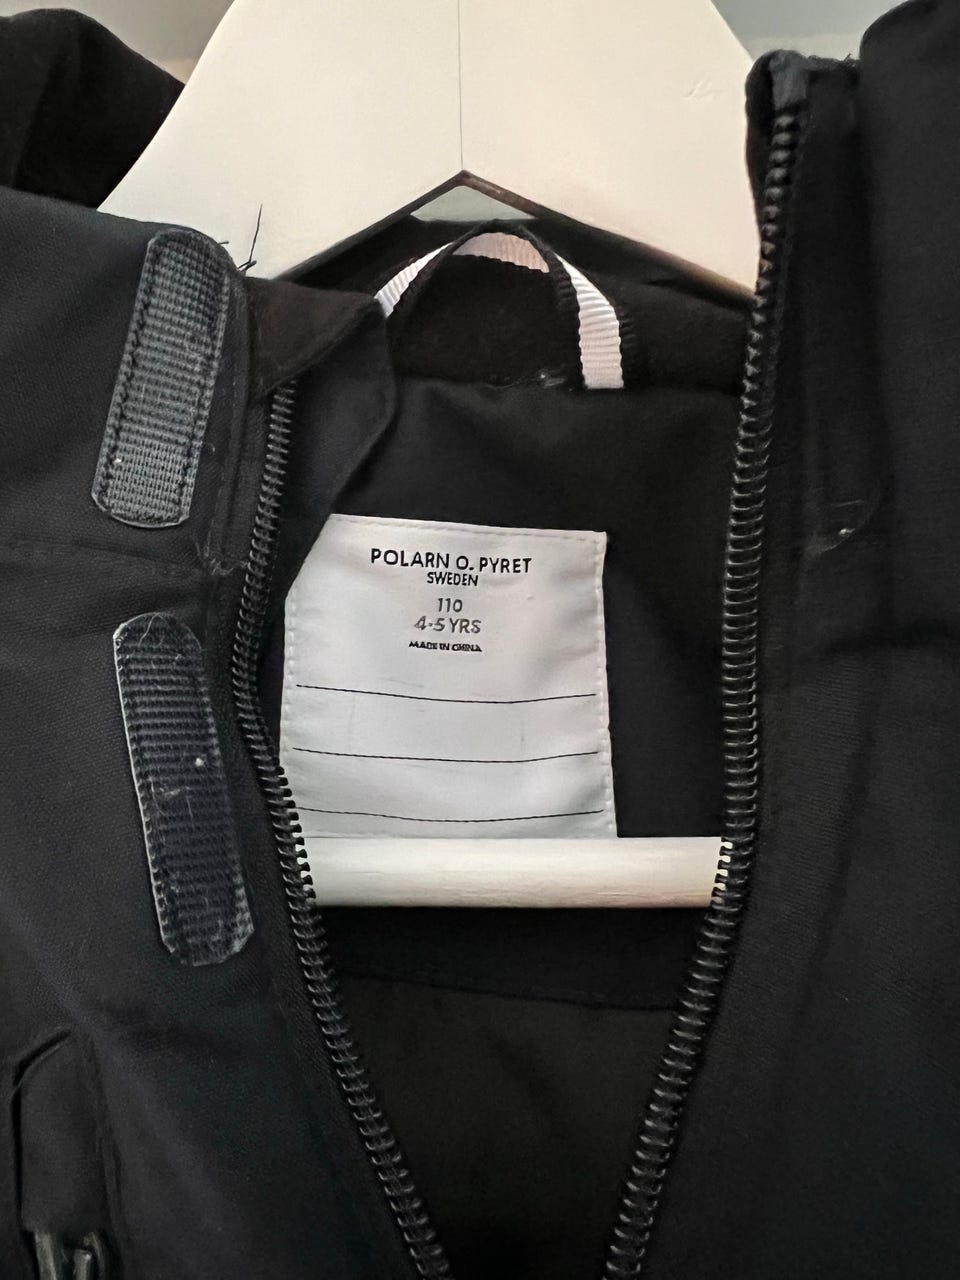 POLARN O. PYRET
SWEDEN
110
4-5 YRS
MADE IN CHINA